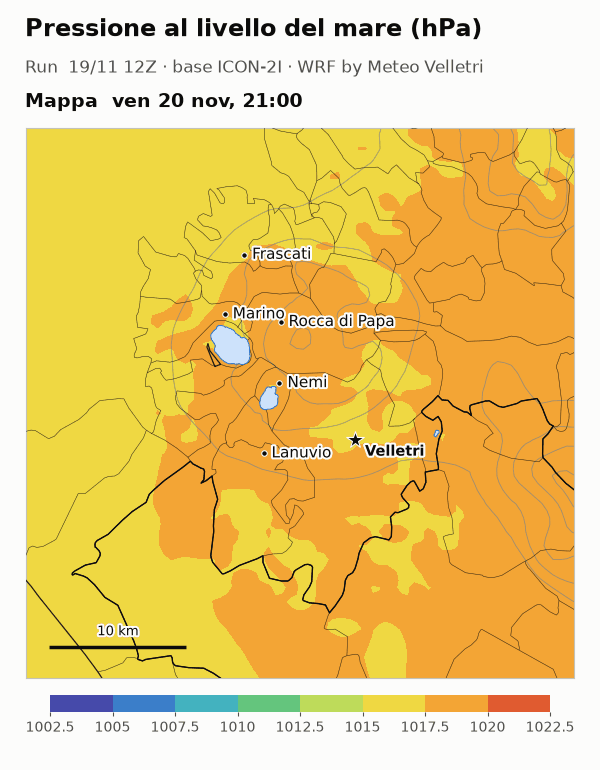 Pressione al livello del mare (hPa)
Run  19/11 12Z · base ICON-2I · WRF by Meteo Velletri
Mappa  ven 20 nov, 21:00
Frascati
Marino
Rocca di Papa
Nemi
Velletri
Lanuvio
10 km
1002.5 1005 1007.5 1010 1012.5 1015 1017.5 1020 1022.5